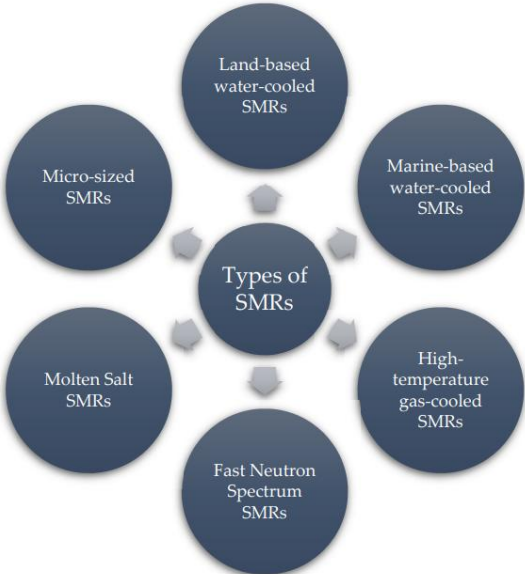 Land-based
water-cooled
SMRs
Micro-sized
SMRs
Marine-based
water-cooled
SMRs
Types of
SMRs
Molten Salt
SMRs
High-
temperature
gas-cooled
SMRs
Fast Neutron
Spectrum
SMRs